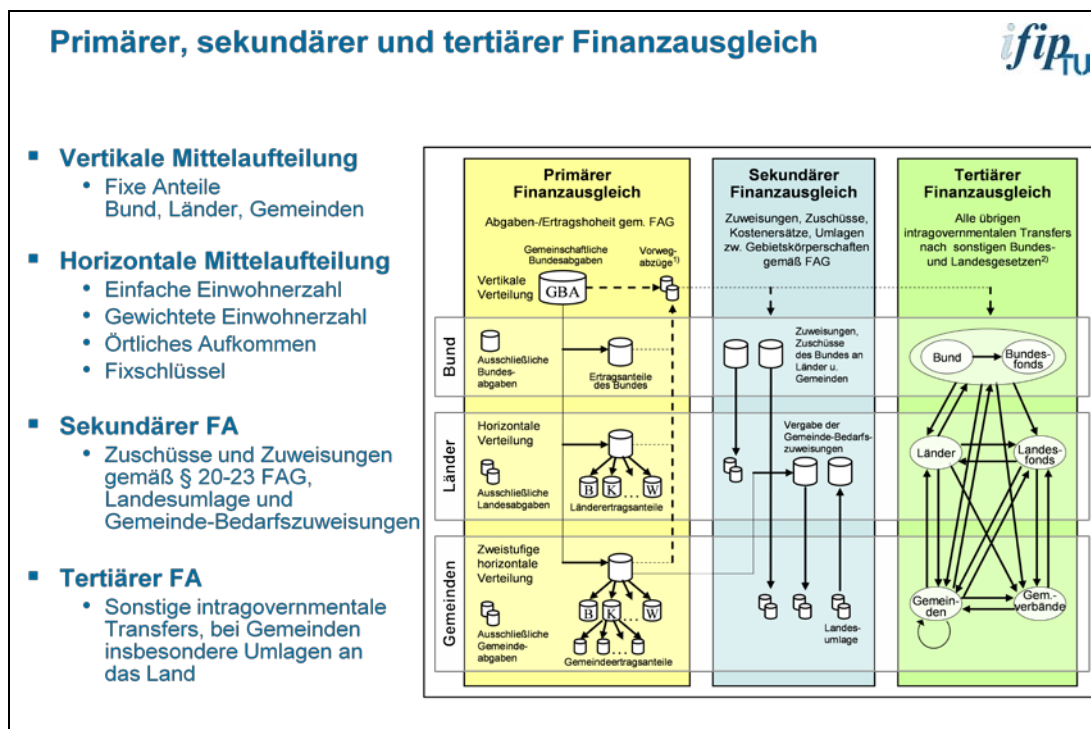 Primärer, sekundärer und tertiärer Finanzausgleich
ifip TU
▪ Vertikale Mittelaufteilung
• Fixe Anteile
Bund, Länder, Gemeinden
▪ Horizontale Mittelaufteilung
• Einfache Einwohnerzahl
• Gewichtete Einwohnerzahl
• Örtliches Aufkommen
• Fixschlüssel
▪ Sekundärer FA
• Zuschüsse und Zuweisungen
gemäß § 20-23 FAG,
Landesumlage und
Gemeinde-Bedarfszuweisungen
▪ Tertiärer FA
• Sonstige intragovernmentale
Transfers, bei Gemeinden
insbesondere Umlagen an
das Land
Primärer
Finanzausgleich
Abgaben-/Ertragshoheit gem. FAG
Gemeinschaftliche
Bundesabgaben
Vorweg-
abzüge1)
Vertikale
Verteilung
GBA
Sekundärer
Finanzausgleich
Zuweisungen, Zuschüsse,
Kostenersätze, Umlagen
zw. Gebietskörperschaften
gemäß FAG
Tertiärer
Finanzausgleich
Alle übrigen
intragovernmentalen Transfers
nach sonstigen Bundes-
und Landesgesetzen2)
Bund
Ausschließliche
Bundes-
abgaben
Ertragsanteile
des Bundes
Zuweisungen,
Zuschüsse
des Bundes an
Länder u.
Gemeinden
Bund
Bundes-
fonds
Länder
Horizontale
Verteilung
Ausschließliche
Landesabgaben
B K ... W
Länderertragsanteile
Vergabe der
Gemeinde-Bedarfs-
zuweisungen
Länder
Landes-
fonds
Gemeinden
Zweistufige
horizontale
Verteilung
Ausschließliche
Gemeinde-
abgaben
B K ... W
...
Gemeindeertragsanteile
Landes-
umlage
Gemein-
den
Gem.-
verbände